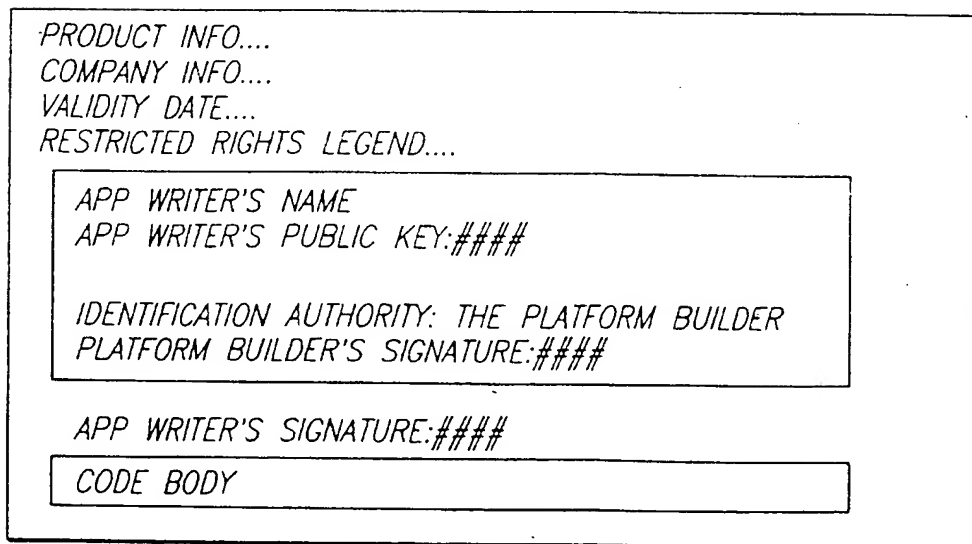 PRODUCT INFO....
COMPANY INFO....
VALIDITY DATE....
RESTRICTED RIGHTS LEGEND....
APP WRITER'S NAME
APP WRITER'S PUBLIC KEY:####
IDENTIFICATION AUTHORITY: THE PLATFORM BUILDER
PLATFORM BUILDER'S SIGNATURE:####
APP WRITER'S SIGNATURE:####
CODE BODY